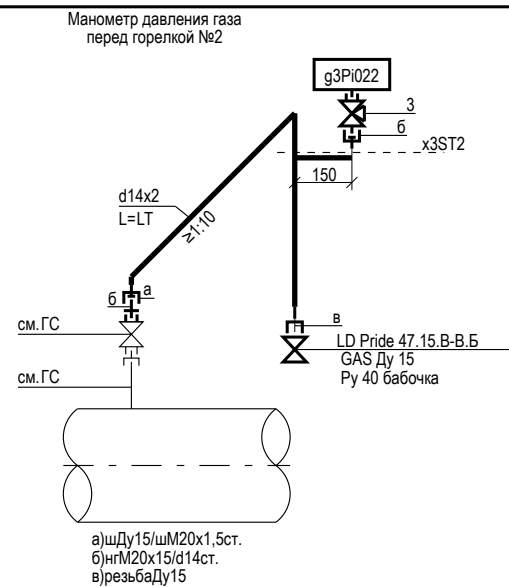 Манометр давления газа
перед горелкой №2
g3Pi022
3
б
x3ST2
150
d14x2
L=LT
≥1:10
а
б
см.ГС
см.ГС
в
LD Pride 47.15.В-В.Б
GAS Ду 15
Ру 40 бабочка
а)шДу15/шМ20х1,5ст.
б)нгМ20х15/d14ст.
в)резьбаДу15